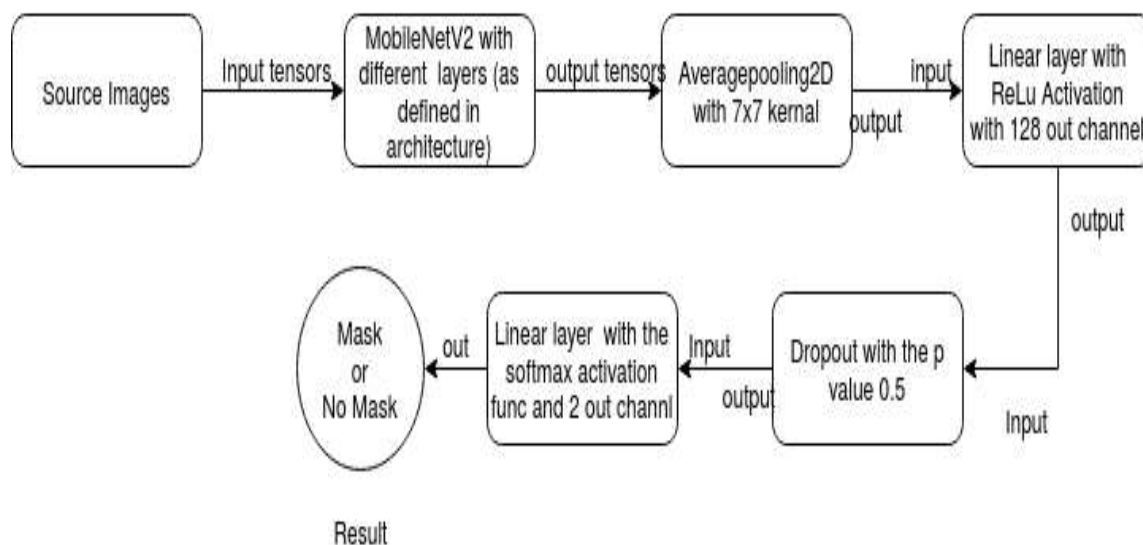 Source Images
Input tensors
MobileNetV2 with
different layers (as
defined in
architecture)
output tensors
Averagepooling2D
with 7x7 kernal
input
output
Linear layer with
ReLu Activation
with 128 out channel
output
Input
Dropout with the p
value 0.5
Input
output
Linear layer with the
softmax activation
func and 2 out channl
out
Mask
or
No Mask
Result